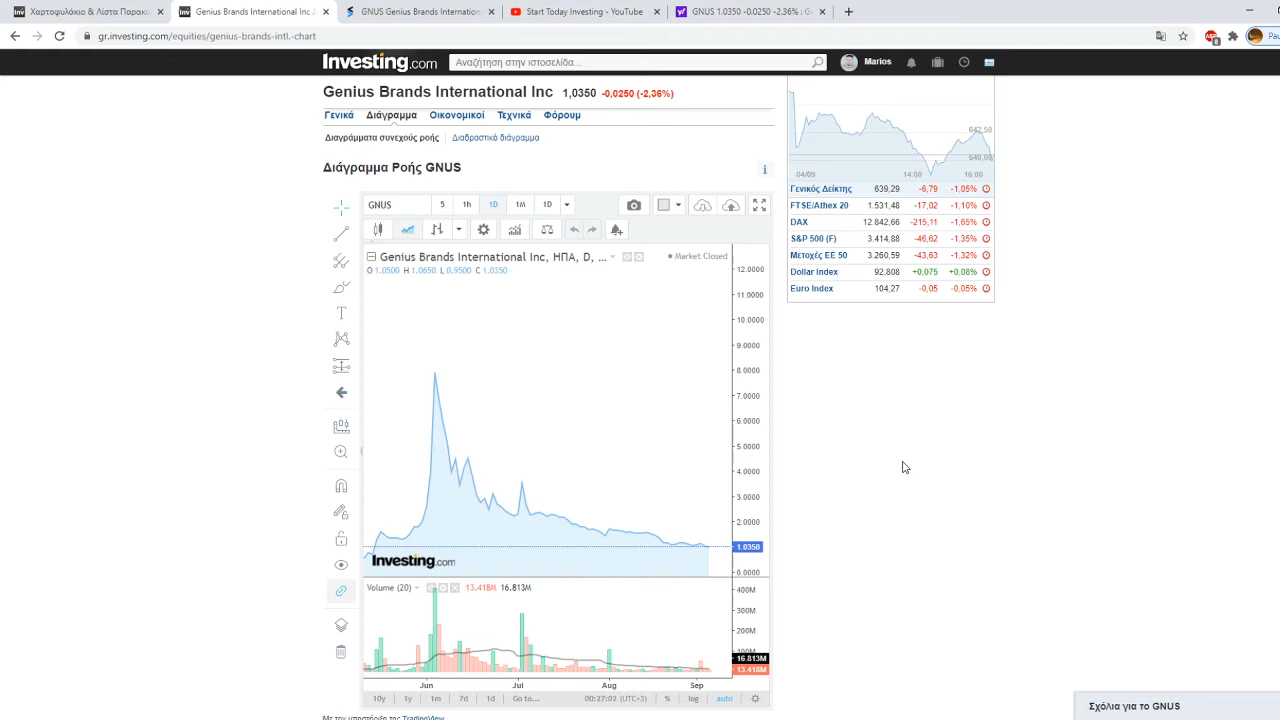 Χαρτοφυλάκιο & Λίστα Παρακο
Genius Brands International Inc Δ
GNUS Genius Brands Internation
Start Today Investing - YouTube
GNUS 1.0350 -0.0250 -2.36% : Ge
gr.investing.com/equities/genius-brands-intl.-chart
Investing.com
Αναζήτηση στην ιστοσελίδα...
Marios
Genius Brands International Inc 1,0350 -0,0250 (-2,36%)
Γενικά Διάγραμμα Οικονομικοί Τεχνικά Φόρουμ
Διαγράμματα συνεχούς ροής Διαδραστικό διάγραμμα
Διάγραμμα Ροής GNUS
GNUS 5 1h 1D 1M 1D
Genius Brands International Inc, ΗΠΑ, D, ...
Market Closed
O 1.0500 H 1.0650 L 0.9500 C 1.0350
12.0000
11.0000
10.0000
9.0000
8.0000
7.0000
6.0000
5.0000
4.0000
3.0000
2.0000
1.0350
0.0000
Investing.com
Volume (20) 13.418M 16.813M
400M
300M
200M
100M
16.813M
13.418M
Jun Jul Aug Sep
10y 1y 1m 7d 1d Go to... 00:27:02 (UTC+3) % log auto
Με την υποστήριξη της TradingView
642,50
640,00
04/09 14:00 16:00
Γενικός Δείκτης 639,29 -6,79 -1,05%
FTSE/Athex 20 1.531,48 -17,02 -1,10%
DAX 12.842,66 -215,11 -1,65%
S&P 500 (F) 3.414,88 -46,62 -1,35%
Μετοχές ΕΕ 50 3.260,59 -43,63 -1,32%
Dollar Index 92,808 +0,075 +0,08%
Euro Index 104,27 -0,05 -0,05%
Σχόλια για το GNUS